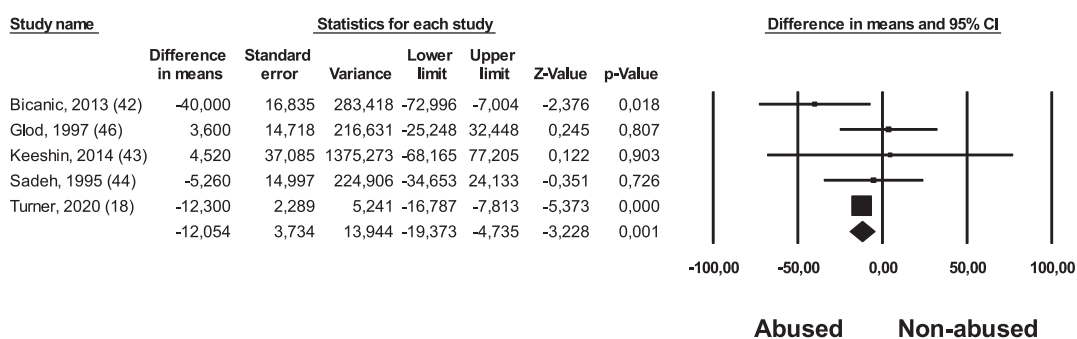 Study name Statistics for each study Difference in means and 95% CI
Difference in means Standard error Variance Lower limit Upper limit Z-Value p-Value
Bicanic, 2013 (42) -40,000 16,835 283,418 -72,996 -7,004 -2,376 0,018
Glod, 1997 (46) 3,600 14,718 216,631 -25,248 32,448 0,245 0,807
Keeshin, 2014 (43) 4,520 37,085 1375,273 -68,165 77,205 0,122 0,903
Sadeh, 1995 (44) -5,260 14,997 224,906 -34,653 24,133 -0,351 0,726
Turner, 2020 (18) -12,300 2,289 5,241 -16,787 -7,813 -5,373 0,000
-12,054 3,734 13,944 -19,373 -4,735 -3,228 0,001
-100,00 -50,00 0,00 50,00 100,00
Abused Non-abused